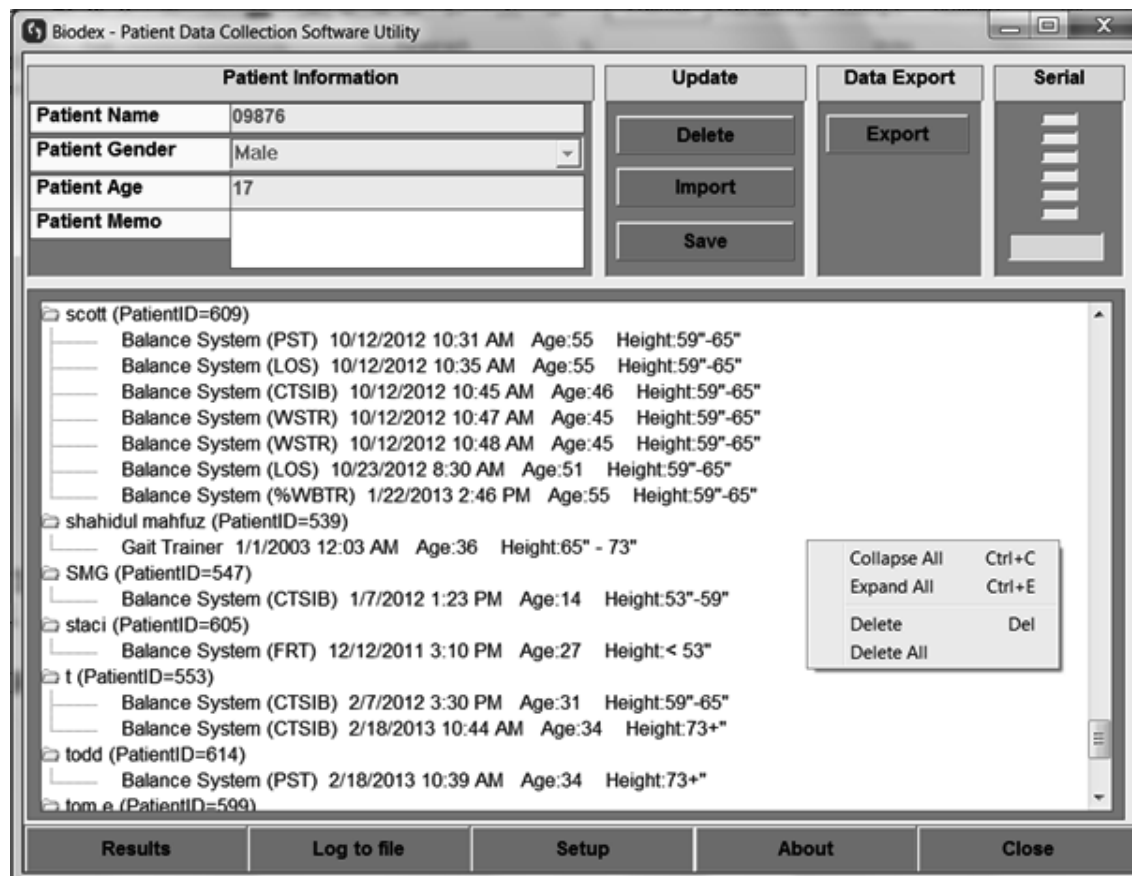 Biodex - Patient Data Collection Software Utility
Patient Information
Update
Data Export
Serial
Patient Name 09876
Patient Gender Male
Patient Age 17
Patient Memo
Delete
Import
Save
Export
scott (PatientID=609)
Balance System (PST) 10/12/2012 10:31 AM Age:55 Height:59"-65"
Balance System (LOS) 10/12/2012 10:35 AM Age:55 Height:59"-65"
Balance System (CTSIB) 10/12/2012 10:45 AM Age:46 Height:59"-65"
Balance System (WSTR) 10/12/2012 10:47 AM Age:45 Height:59"-65"
Balance System (WSTR) 10/12/2012 10:48 AM Age:45 Height:59"-65"
Balance System (LOS) 10/23/2012 8:30 AM Age:51 Height:59"-65"
Balance System (%WBTR) 1/22/2013 2:46 PM Age:55 Height:59"-65"
shahidul mahfuz (PatientID=539)
Gait Trainer 1/1/2003 12:03 AM Age:36 Height:65" - 73"
SMG (PatientID=547)
Balance System (CTSIB) 1/7/2012 1:23 PM Age:14 Height:53"-59"
staci (PatientID=605)
Balance System (FRT) 12/12/2011 3:10 PM Age:27 Height:< 53"
t (PatientID=553)
Balance System (CTSIB) 2/7/2012 3:30 PM Age:31 Height:59"-65"
Balance System (CTSIB) 2/18/2013 10:44 AM Age:34 Height:73+"
todd (PatientID=614)
Balance System (PST) 2/18/2013 10:39 AM Age:34 Height:73+"
tom e (PatientID=599)
Collapse All Ctrl+C
Expand All Ctrl+E
Delete Del
Delete All
Results
Log to file
Setup
About
Close